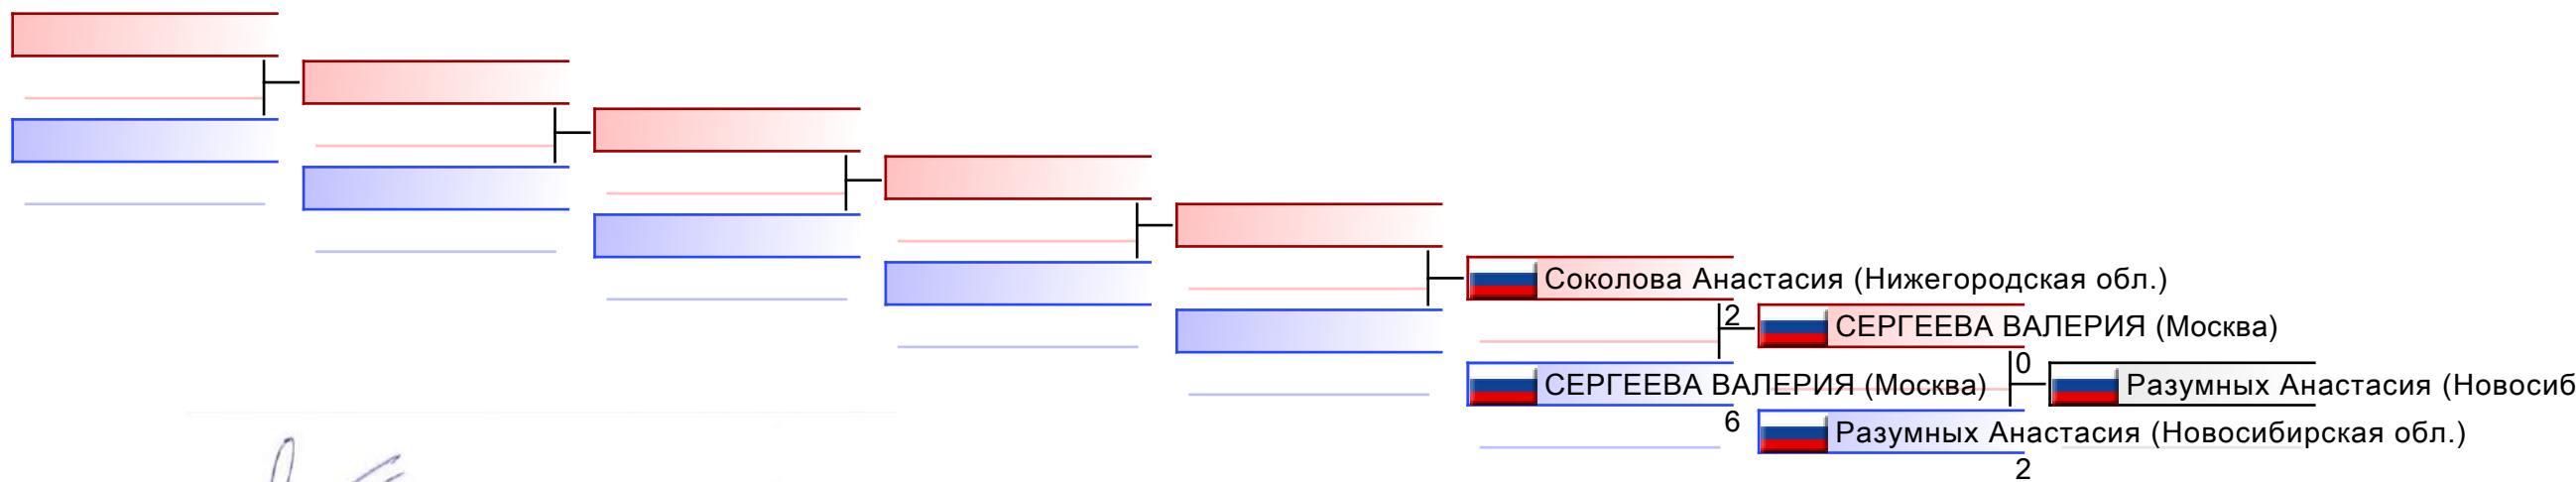 Соколова Анастасия (Нижегородская обл.)
2
СЕРГЕЕВА ВАЛЕРИЯ (Москва)
0
СЕРГЕЕВА ВАЛЕРИЯ (Москва)
Разумных Анастасия (Новосиб
6
Разумных Анастасия (Новосибирская обл.)
2